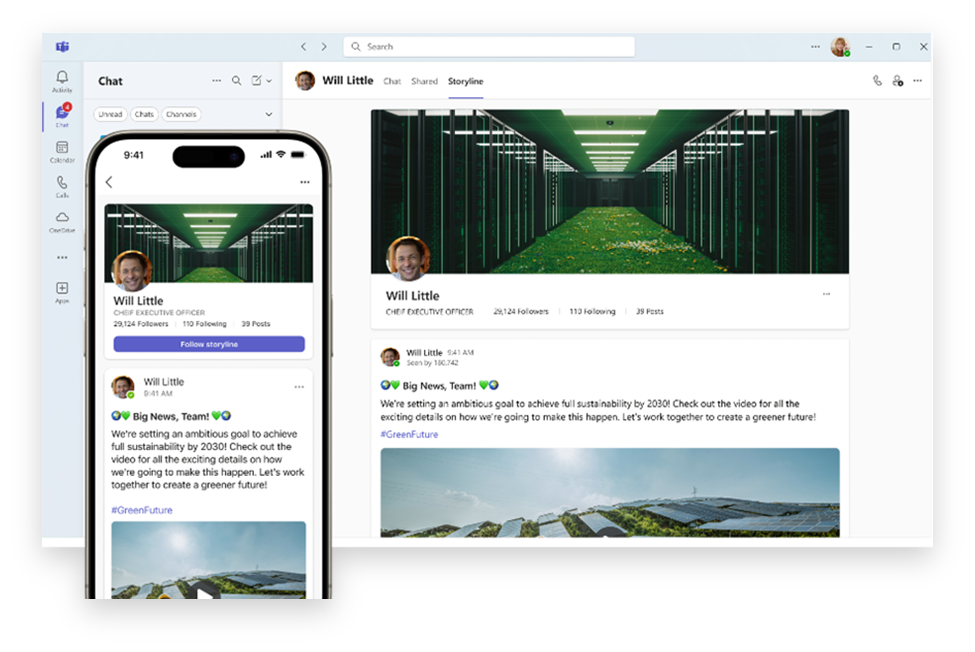 Search
Activity
4
Chat
Calendar
Calls
OneDrive
Apps
Chat
Unread
Chats
Channels
Will Little
Chat
Shared
Storyline
Will Little
CHEIF EXECUTIVE OFFICER
29,124 Followers
110 Following
39 Posts
Will Little 9:41 AM
Seen by 180,742
Big News, Team!
We're setting an ambitious goal to achieve full sustainability by 2030! Check out the video for all the
exciting details on how we're going to make this happen. Let's work together to create a greener future!
#GreenFuture
9:41
Will Little
CHEIF EXECUTIVE OFFICER
29,124 Followers
110 Following
39 Posts
Follow storyline
Will Little
9:41 AM
Big News, Team!
We're setting an ambitious goal to achieve
full sustainability by 2030! Check out the
video for all the exciting details on how
we're going to make this happen. Let's work
together to create a greener future!
#GreenFuture